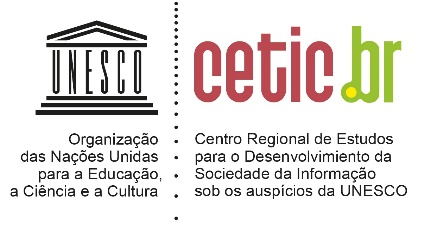 UNESCO
Organização
das Nações Unidas
para a Educação,
a Ciência e a Cultura
cetic.br
Centro Regional de Estudos
para o Desenvolvimiento da
Sociedade da Informação
sob os auspícios da UNESCO